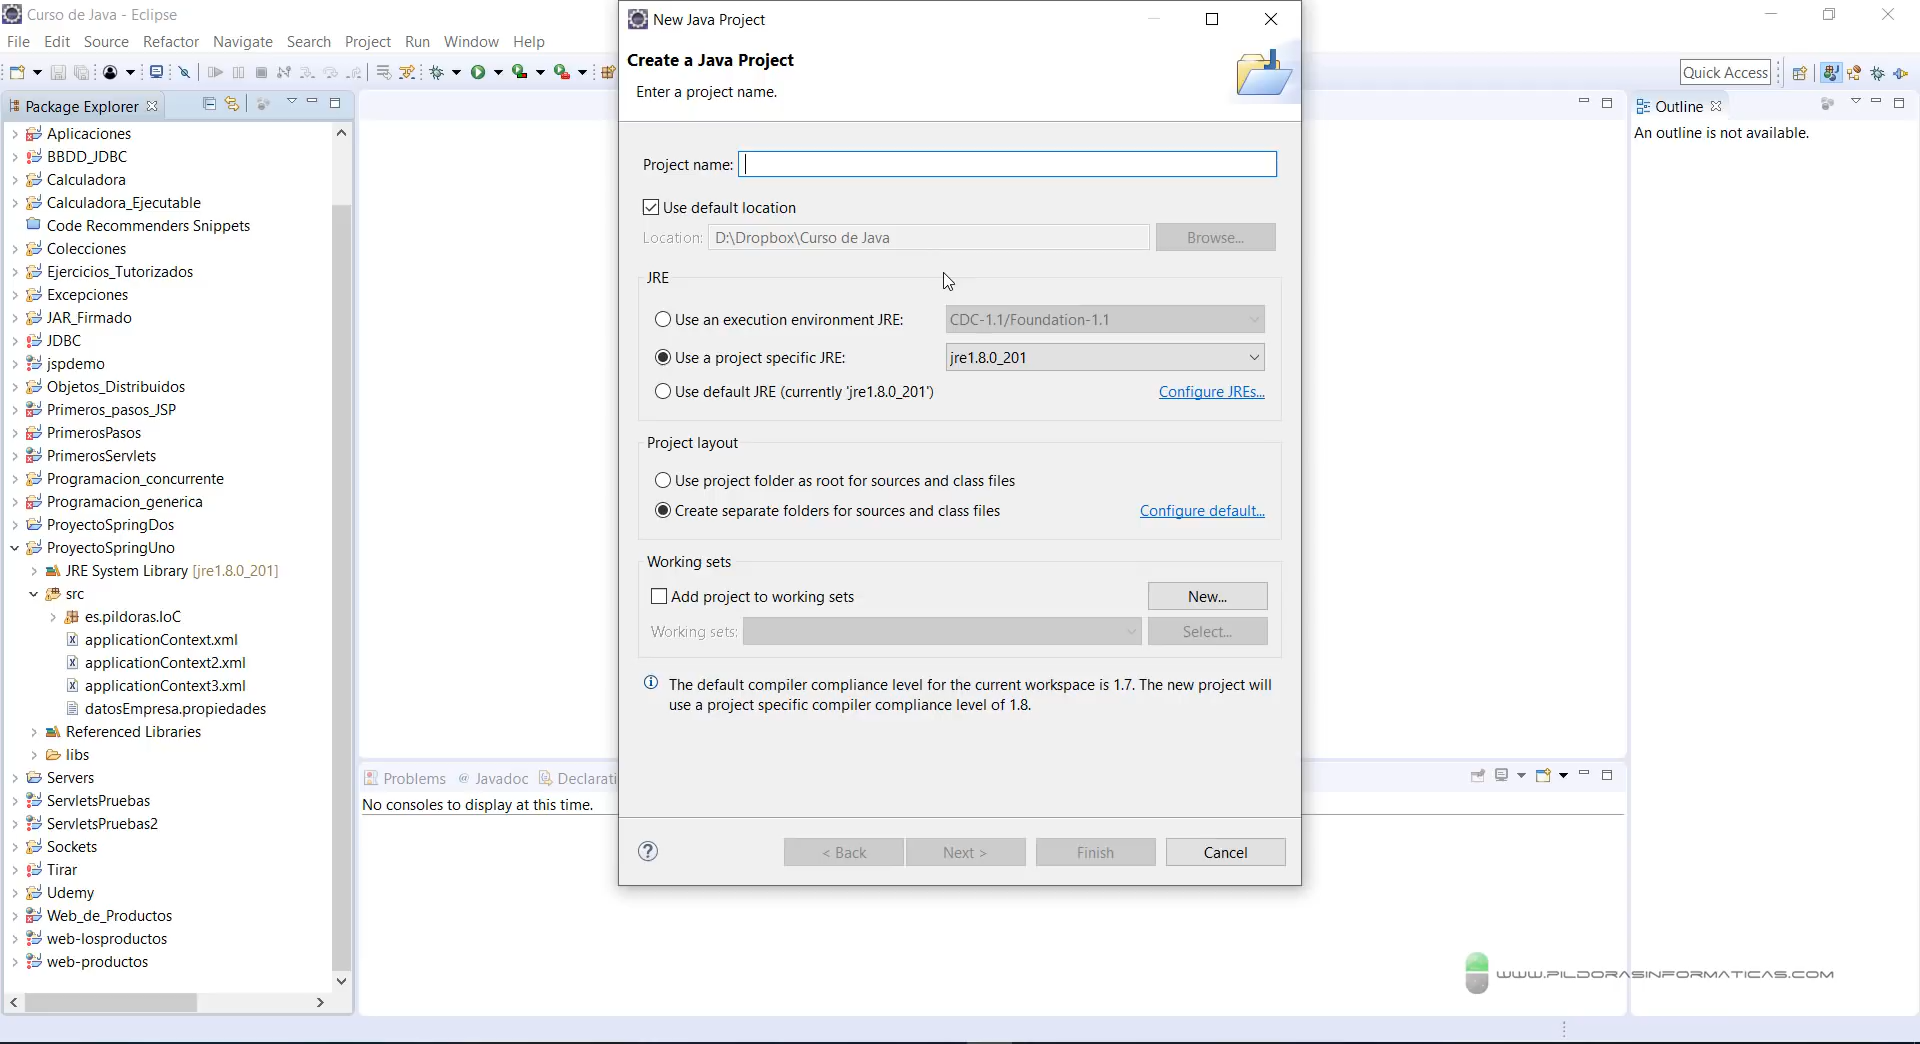 Curso de Java - Eclipse
File Edit Source Refactor Navigate Search Project Run Window Help
Quick Access
Package Explorer
Aplicaciones
BBDD_JDBC
Calculadora
Calculadora_Ejecutable
Code Recommenders Snippets
Colecciones
Ejercicios_Tutorizados
Excepciones
JAR_Firmado
JDBC
jspdemo
Objetos_Distribuidos
Primeros_pasos_JSP
PrimerosPasos
PrimerosServlets
Programacion_concurrente
Programacion_generica
ProyectoSpringDos
ProyectoSpringUno
JRE System Library [jre1.8.0_201]
src
es.pildoras.IoC
applicationContext.xml
applicationContext2.xml
applicationContext3.xml
datosEmpresa.propiedades
Referenced Libraries
libs
Servers
ServletsPruebas
ServletsPruebas2
Sockets
Tirar
Udemy
Web_de_Productos
web-losproductos
web-productos
New Java Project
Create a Java Project
Enter a project name.
Project name:
Use default location
Location: D:\Dropbox\Curso de Java Browse...
JRE
Use an execution environment JRE: CDC-1.1/Foundation-1.1
Use a project specific JRE: jre1.8.0_201
Use default JRE (currently 'jre1.8.0_201') Configure JREs...
Project layout
Use project folder as root for sources and class files
Create separate folders for sources and class files Configure default...
Working sets
Add project to working sets New...
Working sets: Select...
The default compiler compliance level for the current workspace is 1.7. The new project will
use a project specific compiler compliance level of 1.8.
< Back Next > Finish Cancel
Problems @ Javadoc Declarati
No consoles to display at this time.
Outline
An outline is not available.
WWW.PILDORASINFORMATICAS.COM